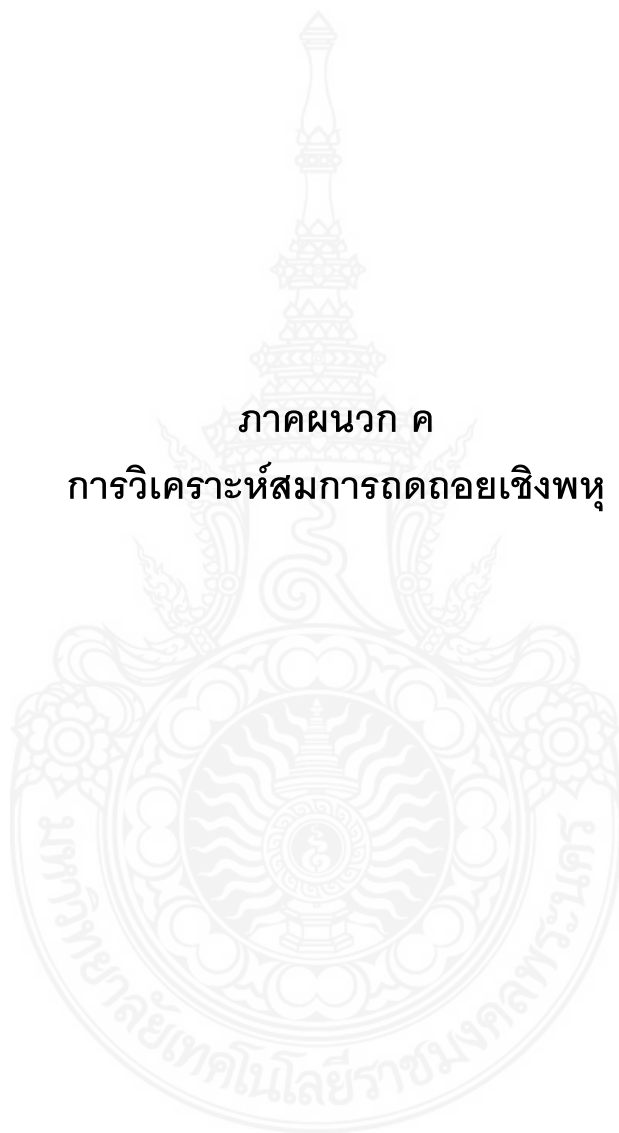 ภาคผนวก ค
การวิเคราะห์สมการถดถอยเชิงพหุ
มหาวิทยาลัยเทคโนโลยีราชมงคลพระนคร